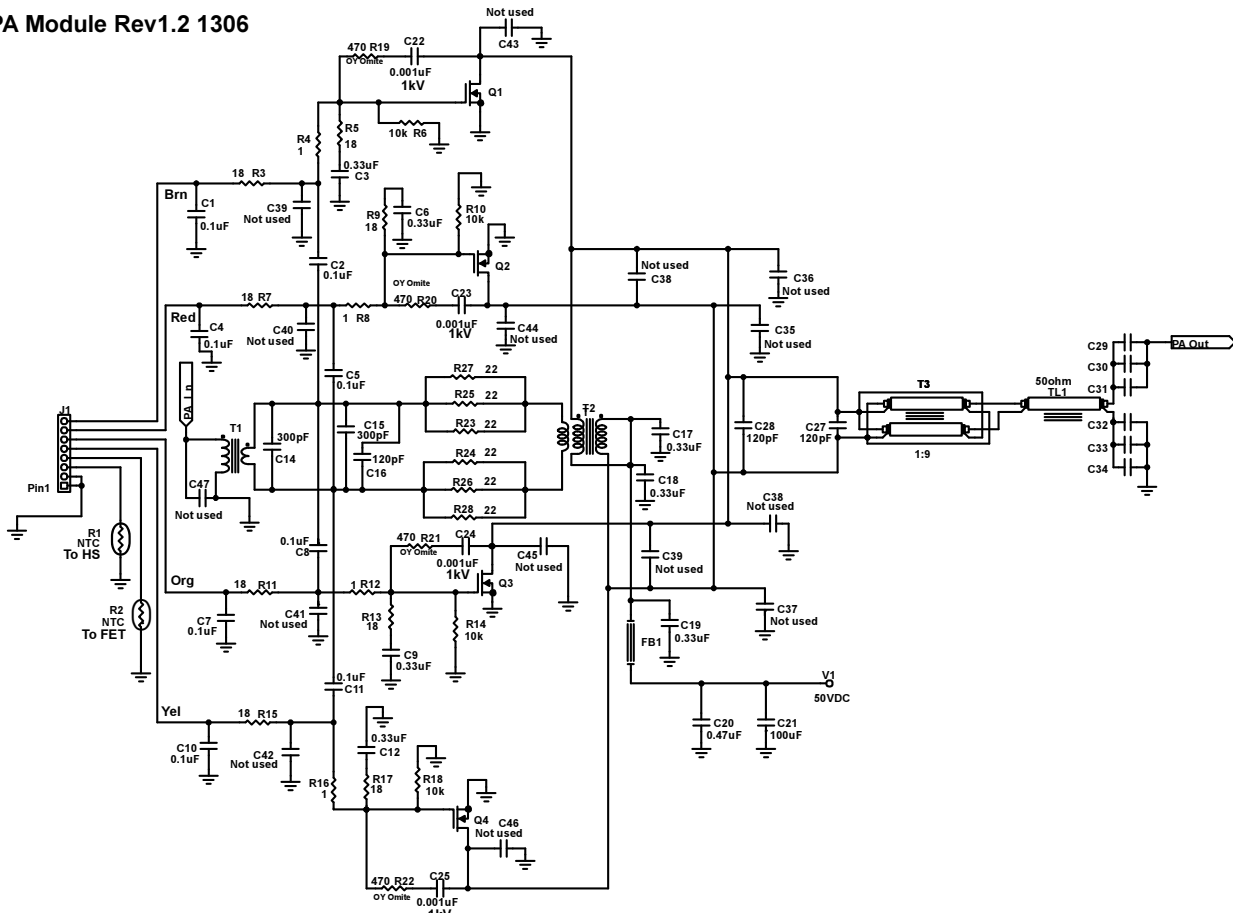 PA Module Rev1.2 1306
Not used
C43
470 R19
OY Omite
C22
0.001uF
1kV
Q1
R4
1
R5
18
10k R6
0.33uF
C3
18 R3
Brn
C1
0.1uF
C39
Not used
R9
18
C6
0.33uF
R10
10k
Q2
C2
0.1uF
OY Omite
470 R20
C23
0.001uF
1kV
Not used
C38
C36
Not used
18 R7
Red
C4
0.1uF
C40
Not used
1 R8
C44
Not used
C35
Not used
C5
0.1uF
PA_In
J1
Pin1
T1
300pF
C14
C15
300pF
120pF
C16
R27 22
R25 22
R23 22
R24 22
R26 22
R28 22
T2
C17
0.33uF
C18
0.33uF
C28
120pF
C27
120pF
T3
1:9
50ohm
TL1
C29
C30
C31
C32
C33
C34
PA Out
C47
Not used
R1
NTC
To HS
R2
NTC
To FET
0.1uF
C8
470 R21
OY Omite
C24
0.001uF
1kV
C45
Not used
C38
Not used
C39
Not used
Q3
Org
18 R11
C7
0.1uF
C41
Not used
1 R12
R13
18
R14
10k
C9
0.33uF
C37
Not used
C19
0.33uF
FB1
0.1uF
C11
V1
50VDC
C20
0.47uF
C21
100uF
Yel
18 R15
C10
0.1uF
C42
Not used
0.33uF
C12
R16
1
R17
18
R18
10k
Q4
C46
Not used
470 R22
OY Omite
C25
0.001uF
1kV